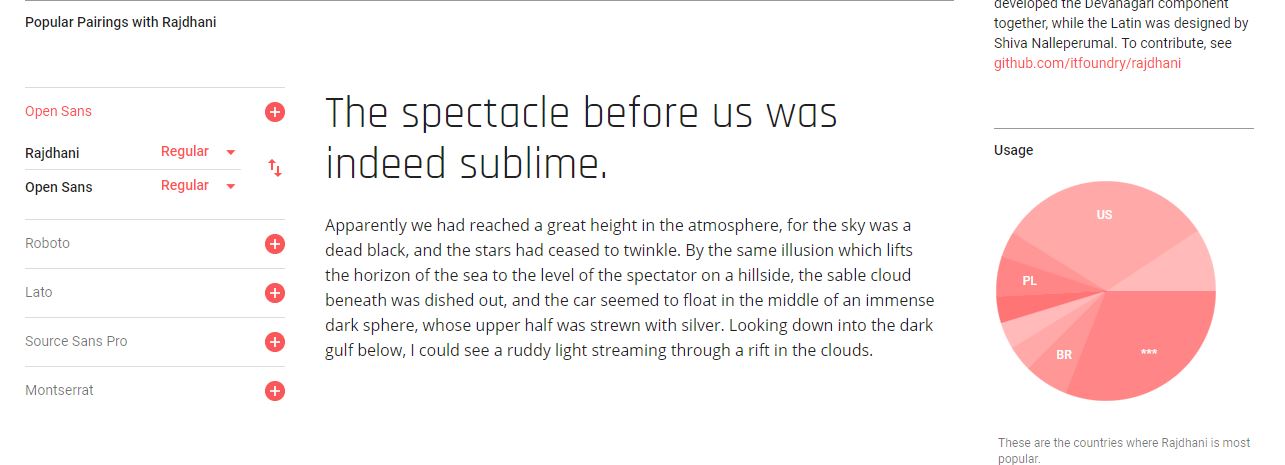 Popular Pairings with Rajdhani
Open Sans
Rajdhani Regular
Open Sans Regular
Roboto
Lato
Source Sans Pro
Montserrat
The spectacle before us was
indeed sublime.
Apparently we had reached a great height in the atmosphere, for the sky was a
dead black, and the stars had ceased to twinkle. By the same illusion which lifts
the horizon of the sea to the level of the spectator on a hillside, the sable cloud
beneath was dished out, and the car seemed to float in the middle of an immense
dark sphere, whose upper half was strewn with silver. Looking down into the dark
gulf below, I could see a ruddy light streaming through a rift in the clouds.
developed the Devanagari component
together, while the Latin was designed by
Shiva Nalleperumal. To contribute, see
github.com/itfoundry/rajdhani
Usage
US
PL
BR
***
These are the countries where Rajdhani is most
popular.